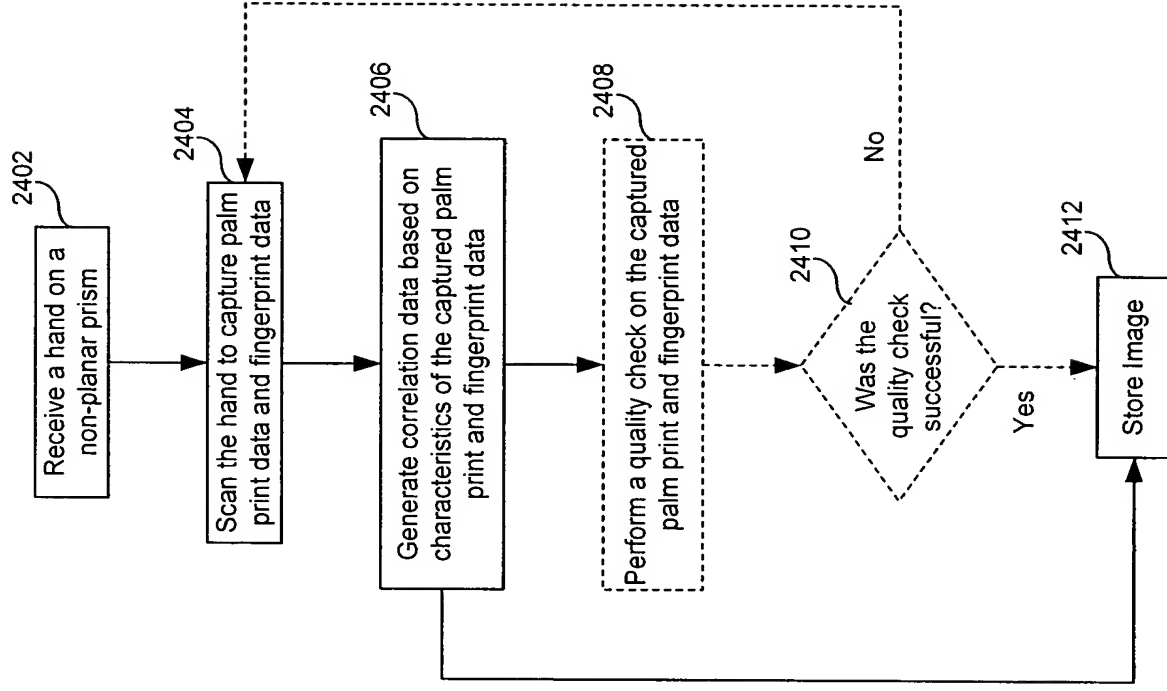 2402
Receive a hand on a
non-planar prism
2404
Scan the hand to capture palm
print data and fingerprint data
2406
Generate correlation data based on
characteristics of the captured palm
print and fingerprint data
2408
Perform a quality check on the captured
palm print and fingerprint data
2410
Was the
quality check
successful?
No
Yes
2412
Store Image